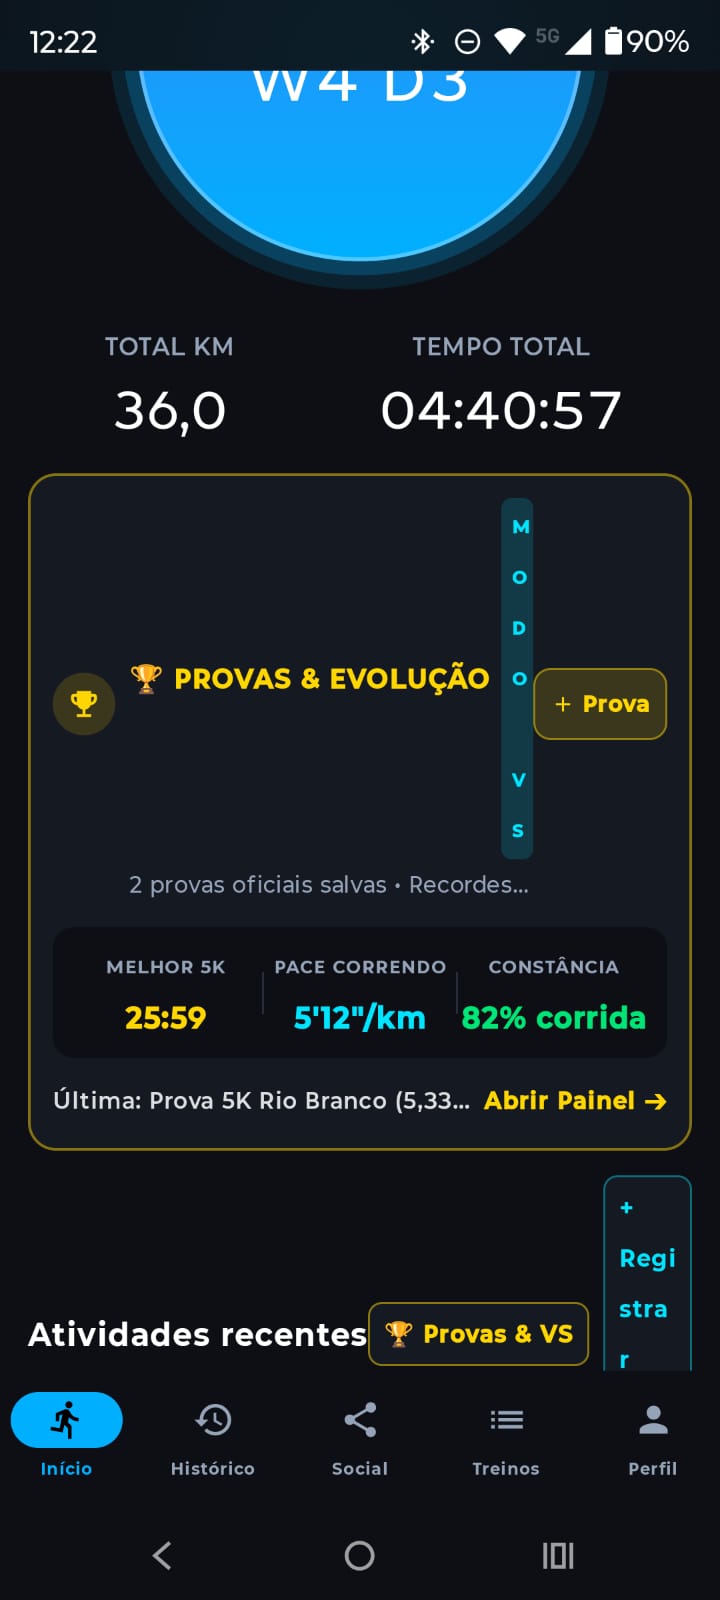 12:22
5G
90%
W4 D3
TOTAL KM
TEMPO TOTAL
36,0
04:40:57
🏆 PROVAS & EVOLUÇÃO
M
O
D
O
V
S
+ Prova
2 provas oficiais salvas • Recordes...
MELHOR 5K
PACE CORRENDO
CONSTÂNCIA
25:59
5'12"/km
82% corrida
Última: Prova 5K Rio Branco (5,33...
Abrir Painel →
Atividades recentes
🏆 Provas & VS
+
Regi
stra
r
Início
Histórico
Social
Treinos
Perfil